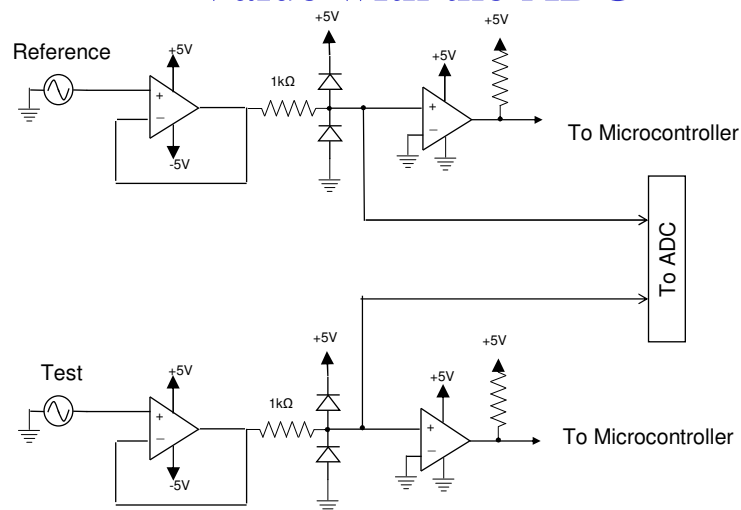 +5V
Reference
+5V
+5V
+5V
1kΩ
+
−
+
−
To Microcontroller
-5V
To ADC
+5V
+5V
Test
+5V
+5V
1kΩ
+
−
+
−
To Microcontroller
-5V